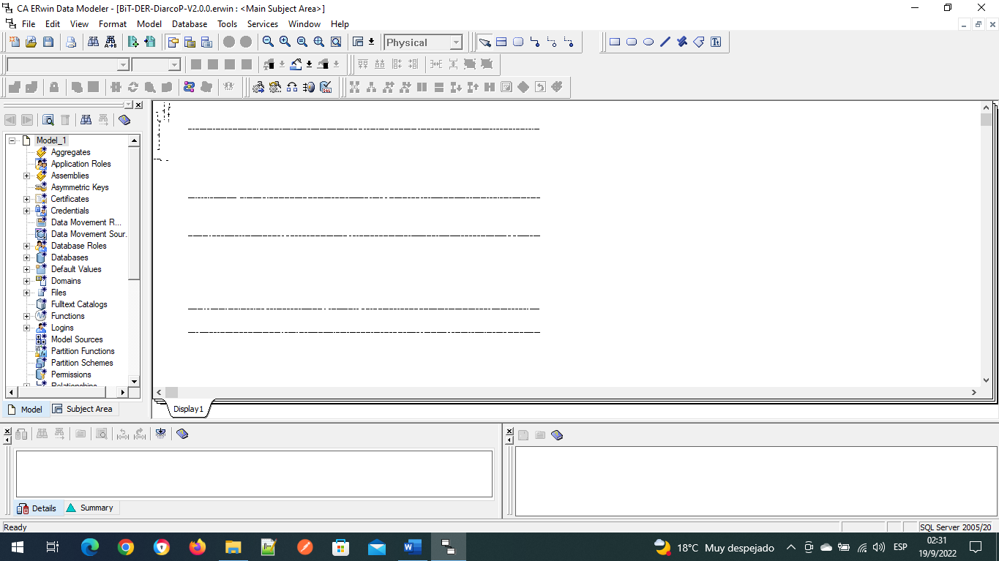 CA ERwin Data Modeler - [BiT-DER-DiarcoP-V2.0.0.erwin : <Main Subject Area>]
File Edit View Format Model Database Tools Services Window Help
Physical
Model_1
Aggregates
Application Roles
Assemblies
Asymmetric Keys
Certificates
Credentials
Data Movement R...
Data Movement Sour.
Database Roles
Databases
Default Values
Domains
Files
Fulltext Catalogs
Functions
Logins
Model Sources
Partition Functions
Partition Schemes
Permissions
Relationships
Model Subject Area
Display1
Details Summary
Ready
SQL Server 2005/20
18°C Muy despejado
ESP
02:31
19/9/2022